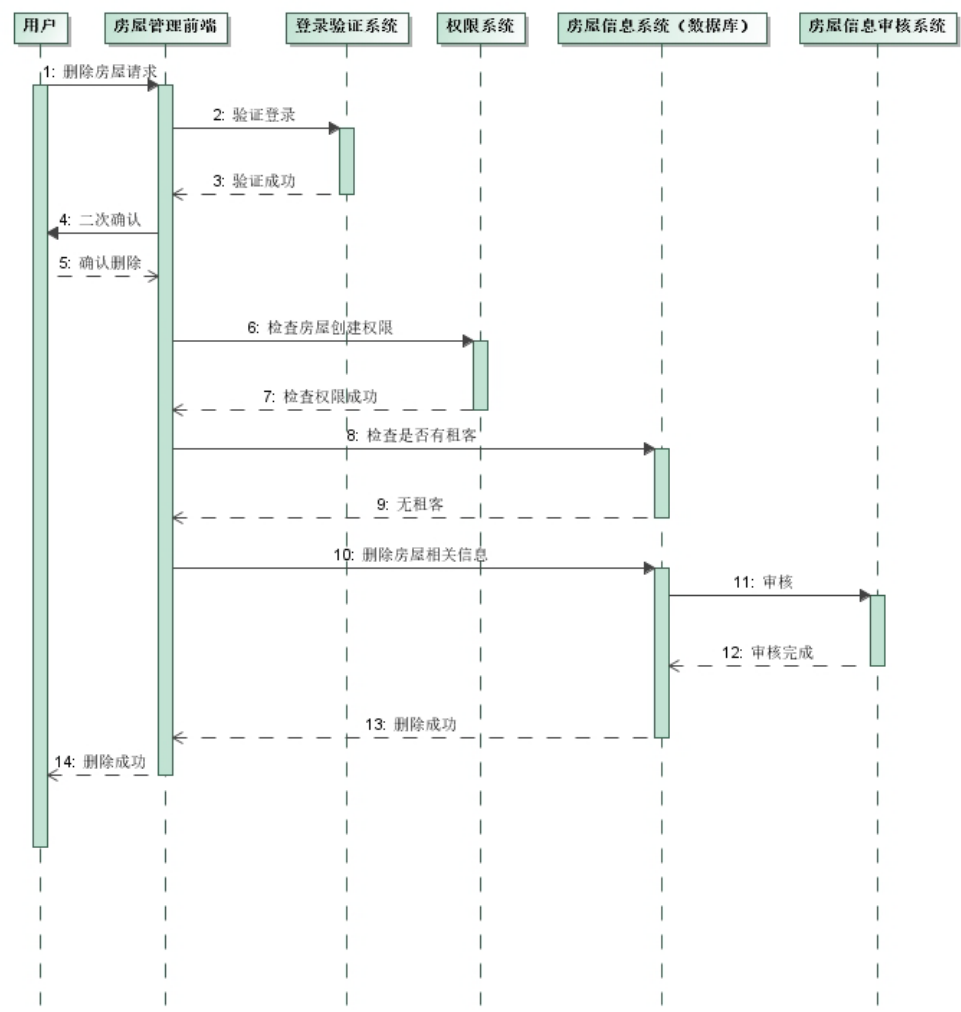 用户
房屋管理前端
登录验证系统
权限系统
房屋信息系统（数据库）
房屋信息审核系统
1: 删除房屋请求
2: 验证登录
3: 验证成功
4: 二次确认
5: 确认删除
6: 检查房屋创建权限
7: 检查权限成功
8: 检查是否有租客
9: 无租客
10: 删除房屋相关信息
11: 审核
12: 审核完成
13: 删除成功
14: 删除成功